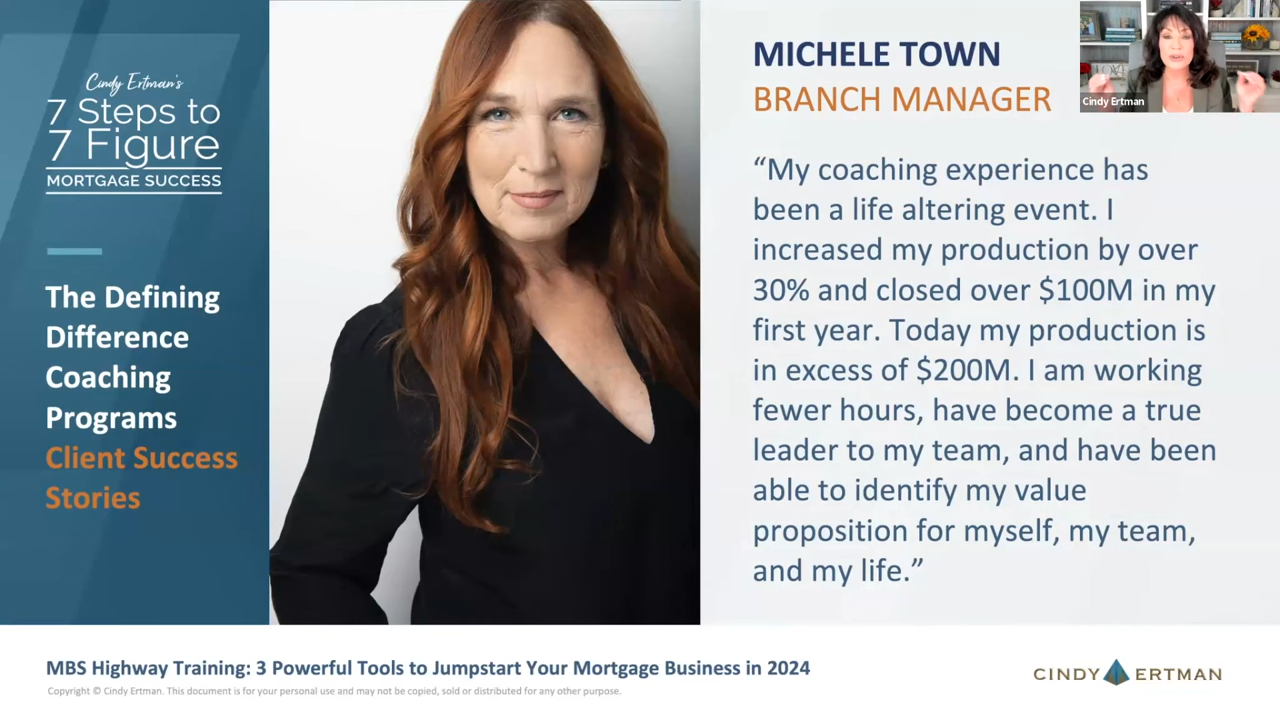 Cindy Ertman's
7 Steps to
7 Figure
MORTGAGE SUCCESS
The Defining
Difference
Coaching
Programs
Client Success
Stories
MICHELE TOWN
BRANCH MANAGER
“My coaching experience has
been a life altering event. I
increased my production by over
30% and closed over $100M in my
first year. Today my production is
in excess of $200M. I am working
fewer hours, have become a true
leader to my team, and have been
able to identify my value
proposition for myself, my team,
and my life.”
Cindy Ertman
MBS Highway Training: 3 Powerful Tools to Jumpstart Your Mortgage Business in 2024
Copyright © Cindy Ertman. This document is for your personal use and may not be copied, sold or distributed for any other purpose.
CINDY ERTMAN